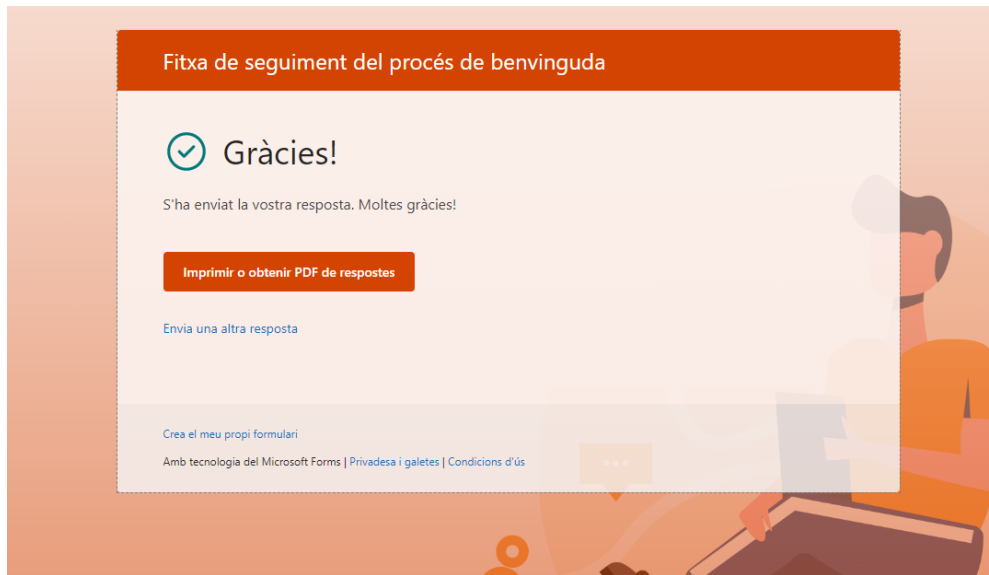 Fitxa de seguiment del procés de benvinguda
Gràcies!
S'ha enviat la vostra resposta. Moltes gràcies!
Imprimir o obtenir PDF de respostes
Envia una altra resposta
Crea el meu propi formulari
Amb tecnologia del Microsoft Forms | Privadesa i galetes | Condicions d'ús